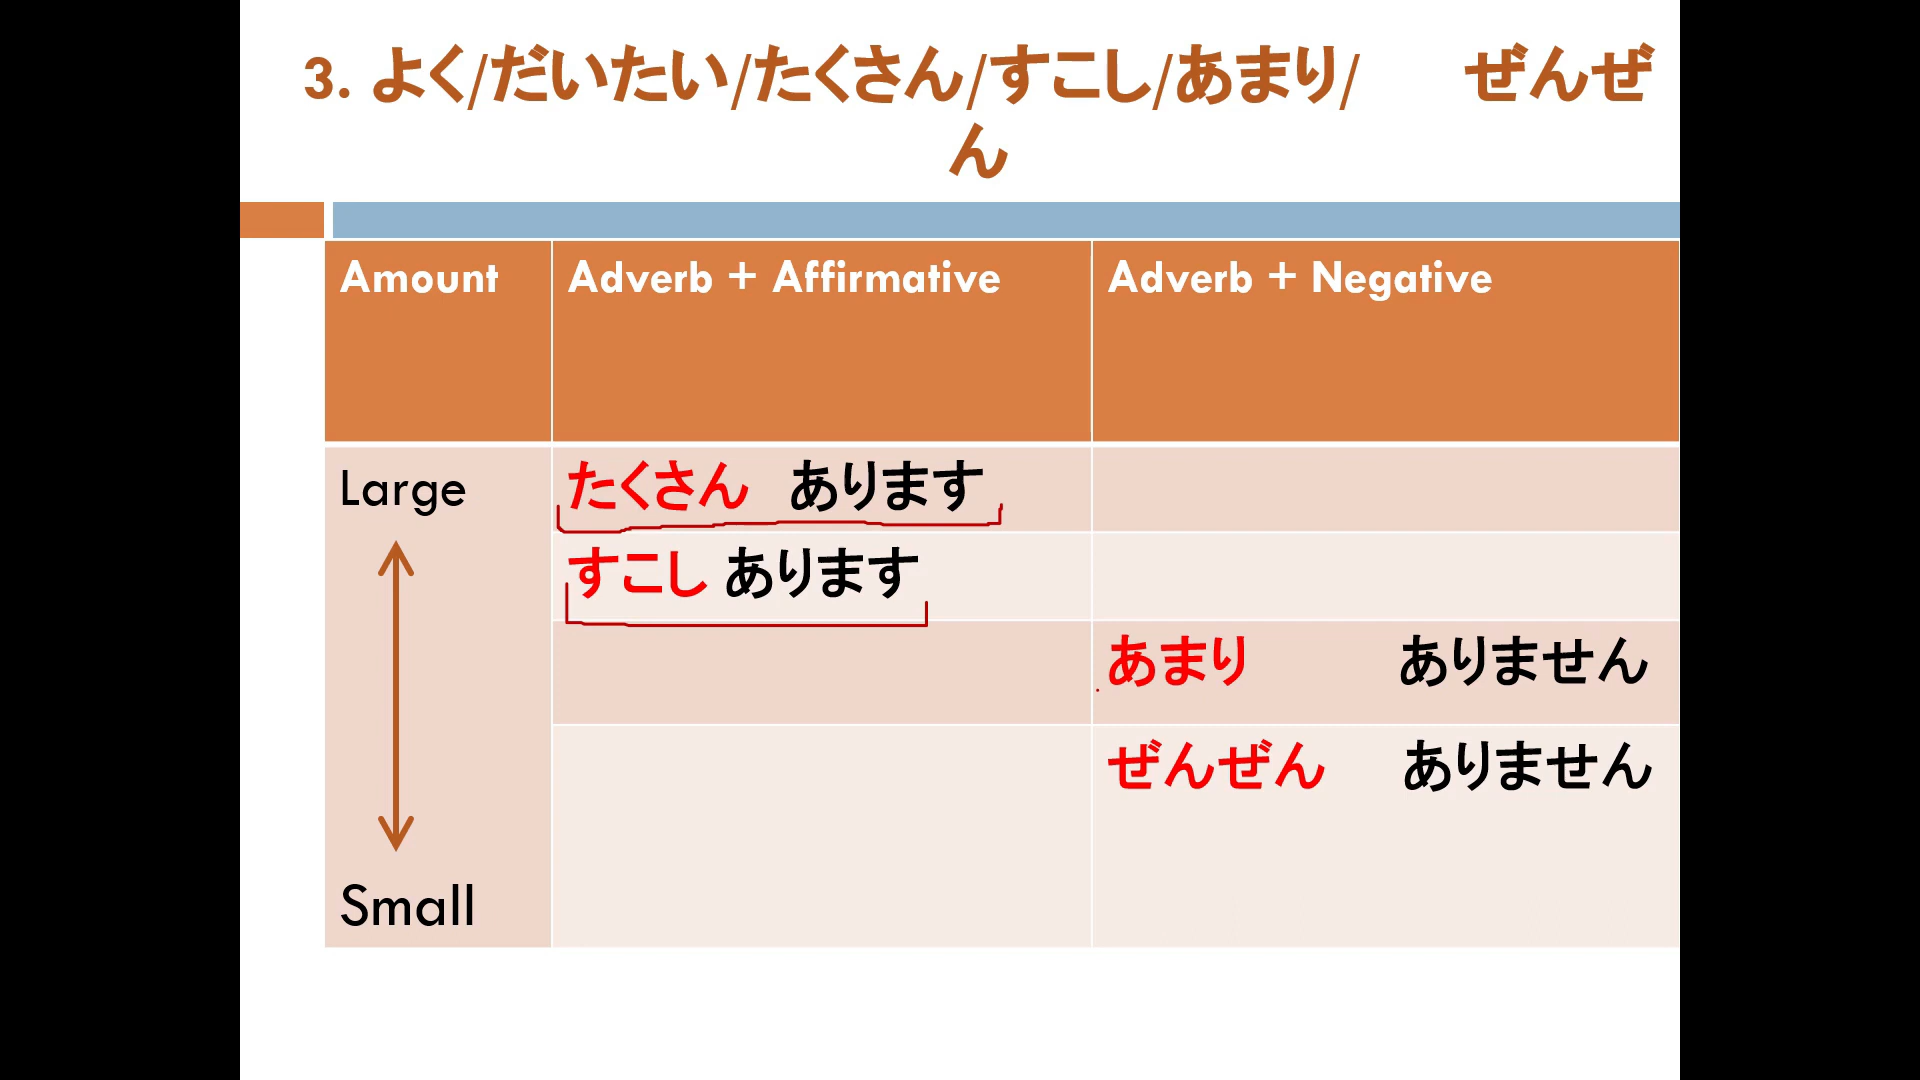 3. よく/だいたい/たくさん/すこし/あまり/　　ぜんぜ
ん
Amount　Adverb + Affirmative　Adverb + Negative
Large　たくさん　あります
すこし あります
あまり　　　ありません
ぜんぜん　　ありません
Small